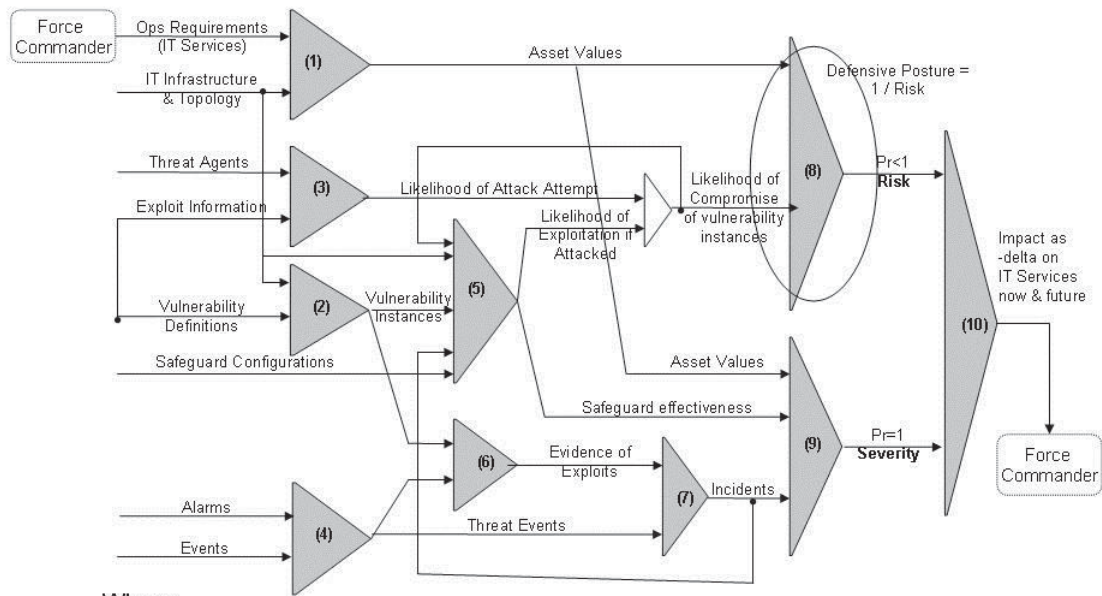 Force
Commander
Ops Requirements
(IT Services)
(1)
Asset Values
Defensive Posture =
1 / Risk
IT Infrastructure
& Topology
Threat Agents
(3)
Likelihood of Attack Attempt
Exploit Information
Likelihood of
Exploitation if
Attacked
Likelihood of
Compromise
of vulnerability
instances
(8)
Pr<1
Risk
Impact as
-delta on
IT Services
now & future
(10)
Vulnerability
Definitions
(2)
Vulnerability
Instances
(5)
Safeguard Configurations
Asset Values
Safeguard effectiveness
(9)
Pr=1
Severity
Force
Commander
(6)
Evidence of
Exploits
(7)
Incidents
Alarms
(4)
Threat Events
Events